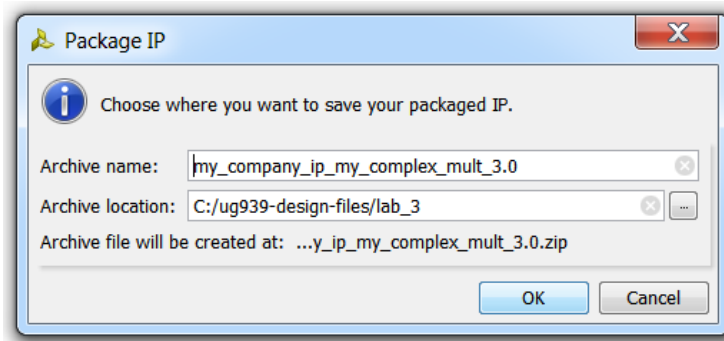 Package IP
Choose where you want to save your packaged IP.
Archive name: my_company_ip_my_complex_mult_3.0
Archive location: C:/ug939-design-files/lab_3 ...
Archive file will be created at: ...y_ip_my_complex_mult_3.0.zip
OK Cancel